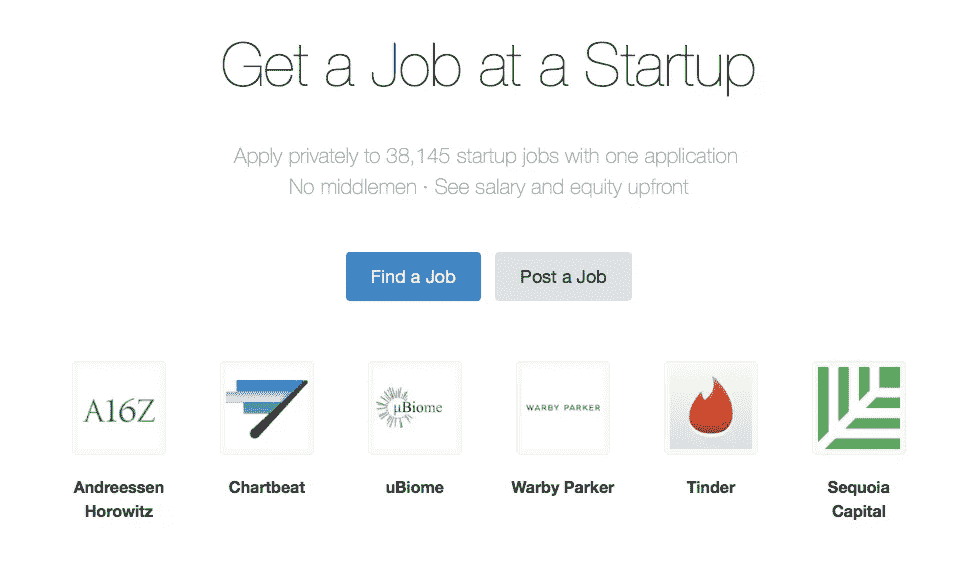 Get a Job at a Startup
Apply privately to 38,145 startup jobs with one application
No middlemen · See salary and equity upfront
Find a Job
Post a Job
A16Z
µBiome
WARBY PARKER
Andreessen
Horowitz
Chartbeat
uBiome
Warby Parker
Tinder
Sequoia
Capital